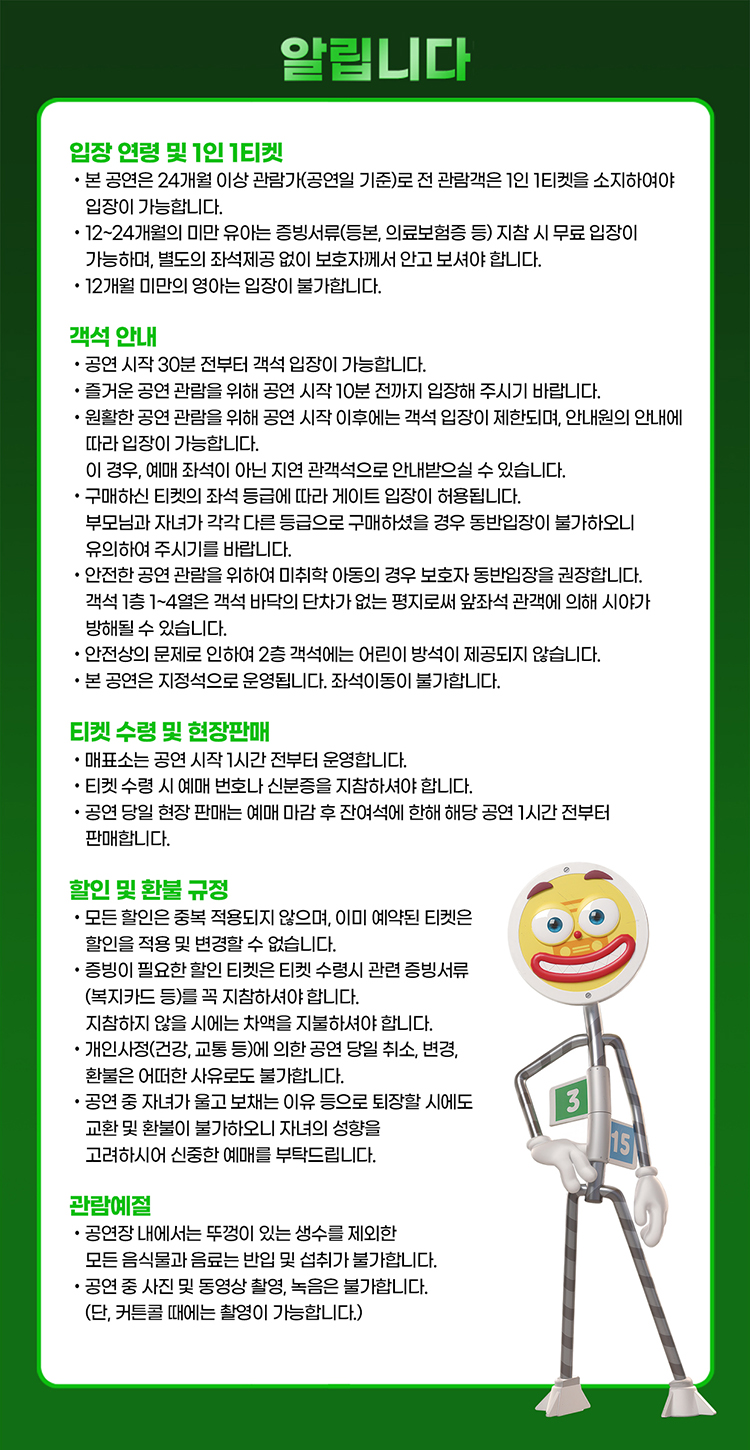 알립니다
입장 연령 및 1인 1티켓
• 본 공연은 24개월 이상 관람가(공연일 기준)로 전 관람객은 1인 1티켓을 소지하여야
입장이 가능합니다.
• 12~24개월의 미만 유아는 증빙서류(등본, 의료보험증 등) 지참 시 무료 입장이
가능하며, 별도의 좌석제공 없이 보호자께서 안고 보셔야 합니다.
• 12개월 미만의 영아는 입장이 불가합니다.
객석 안내
• 공연 시작 30분 전부터 객석 입장이 가능합니다.
• 즐거운 공연 관람을 위해 공연 시작 10분 전까지 입장해 주시기 바랍니다.
• 원활한 공연 관람을 위해 공연 시작 이후에는 객석 입장이 제한되며, 안내원의 안내에
따라 입장이 가능합니다.
이 경우, 예매 좌석이 아닌 지연 관객석으로 안내받으실 수 있습니다.
• 구매하신 티켓의 좌석 등급에 따라 게이트 입장이 허용됩니다.
부모님과 자녀가 각각 다른 등급으로 구매하셨을 경우 동반입장이 불가하오니
유의하여 주시기를 바랍니다.
• 안전한 공연 관람을 위하여 미취학 아동의 경우 보호자 동반입장을 권장합니다.
객석 1층 1~4열은 객석 바닥의 단차가 없는 평지로써 앞좌석 관객에 의해 시야가
방해될 수 있습니다.
• 안전상의 문제로 인하여 2층 객석에는 어린이 방석이 제공되지 않습니다.
• 본 공연은 지정석으로 운영됩니다. 좌석이동이 불가합니다.
티켓 수령 및 현장판매
• 매표소는 공연 시작 1시간 전부터 운영합니다.
• 티켓 수령 시 예매 번호나 신분증을 지참하셔야 합니다.
• 공연 당일 현장 판매는 예매 마감 후 잔여석에 한해 해당 공연 1시간 전부터
판매합니다.
할인 및 환불 규정
• 모든 할인은 중복 적용되지 않으며, 이미 예약된 티켓은
할인을 적용 및 변경할 수 없습니다.
• 증빙이 필요한 할인 티켓은 티켓 수령시 관련 증빙서류
(복지카드 등)를 꼭 지참하셔야 합니다.
지참하지 않을 시에는 차액을 지불하셔야 합니다.
• 개인사정(건강, 교통 등)에 의한 공연 당일 취소, 변경,
환불은 어떠한 사유로도 불가합니다.
• 공연 중 자녀가 울고 보채는 이유 등으로 퇴장할 시에도
교환 및 환불이 불가하오니 자녀의 성향을
고려하시어 신중한 예매를 부탁드립니다.
3
15
관람예절
• 공연장 내에서는 뚜껑이 있는 생수를 제외한
모든 음식물과 음료는 반입 및 섭취가 불가합니다.
• 공연 중 사진 및 동영상 촬영, 녹음은 불가합니다.
(단, 커튼콜 때에는 촬영이 가능합니다.)